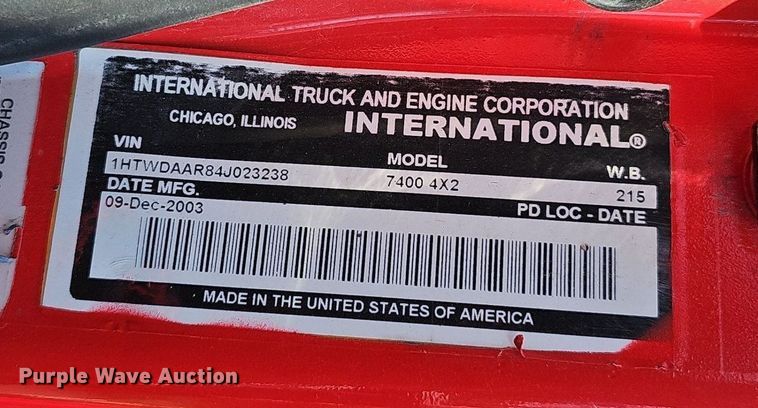 INTERNATIONAL TRUCK AND ENGINE CORPORATION
CHICAGO, ILLINOIS INTERNATIONAL®
VIN MODEL W.B.
1HTWDAAR84J023238 7400 4X2 215
DATE MFG. PD LOC - DATE
09-Dec-2003
MADE IN THE UNITED STATES OF AMERICA
CHASSIS
Purple Wave Auction